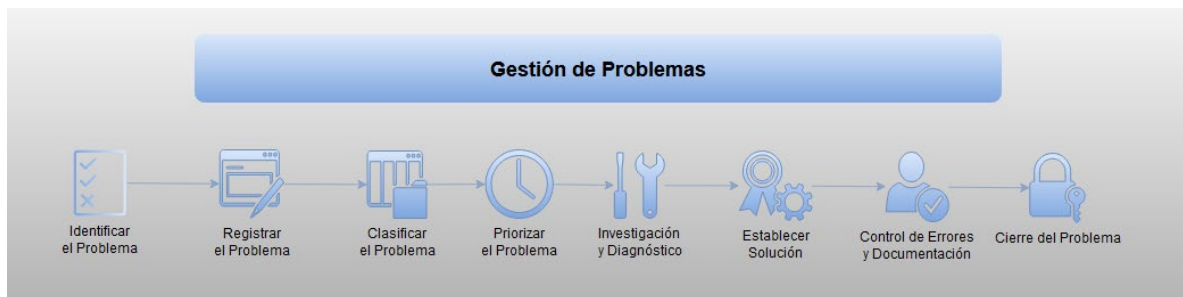 Gestión de Problemas
Identificar
el Problema
Registrar
el Problema
Clasificar
el Problema
Priorizar
el Problema
Investigación
y Diagnóstico
Establecer
Solución
Control de Errores
y Documentación
Cierre del Problema